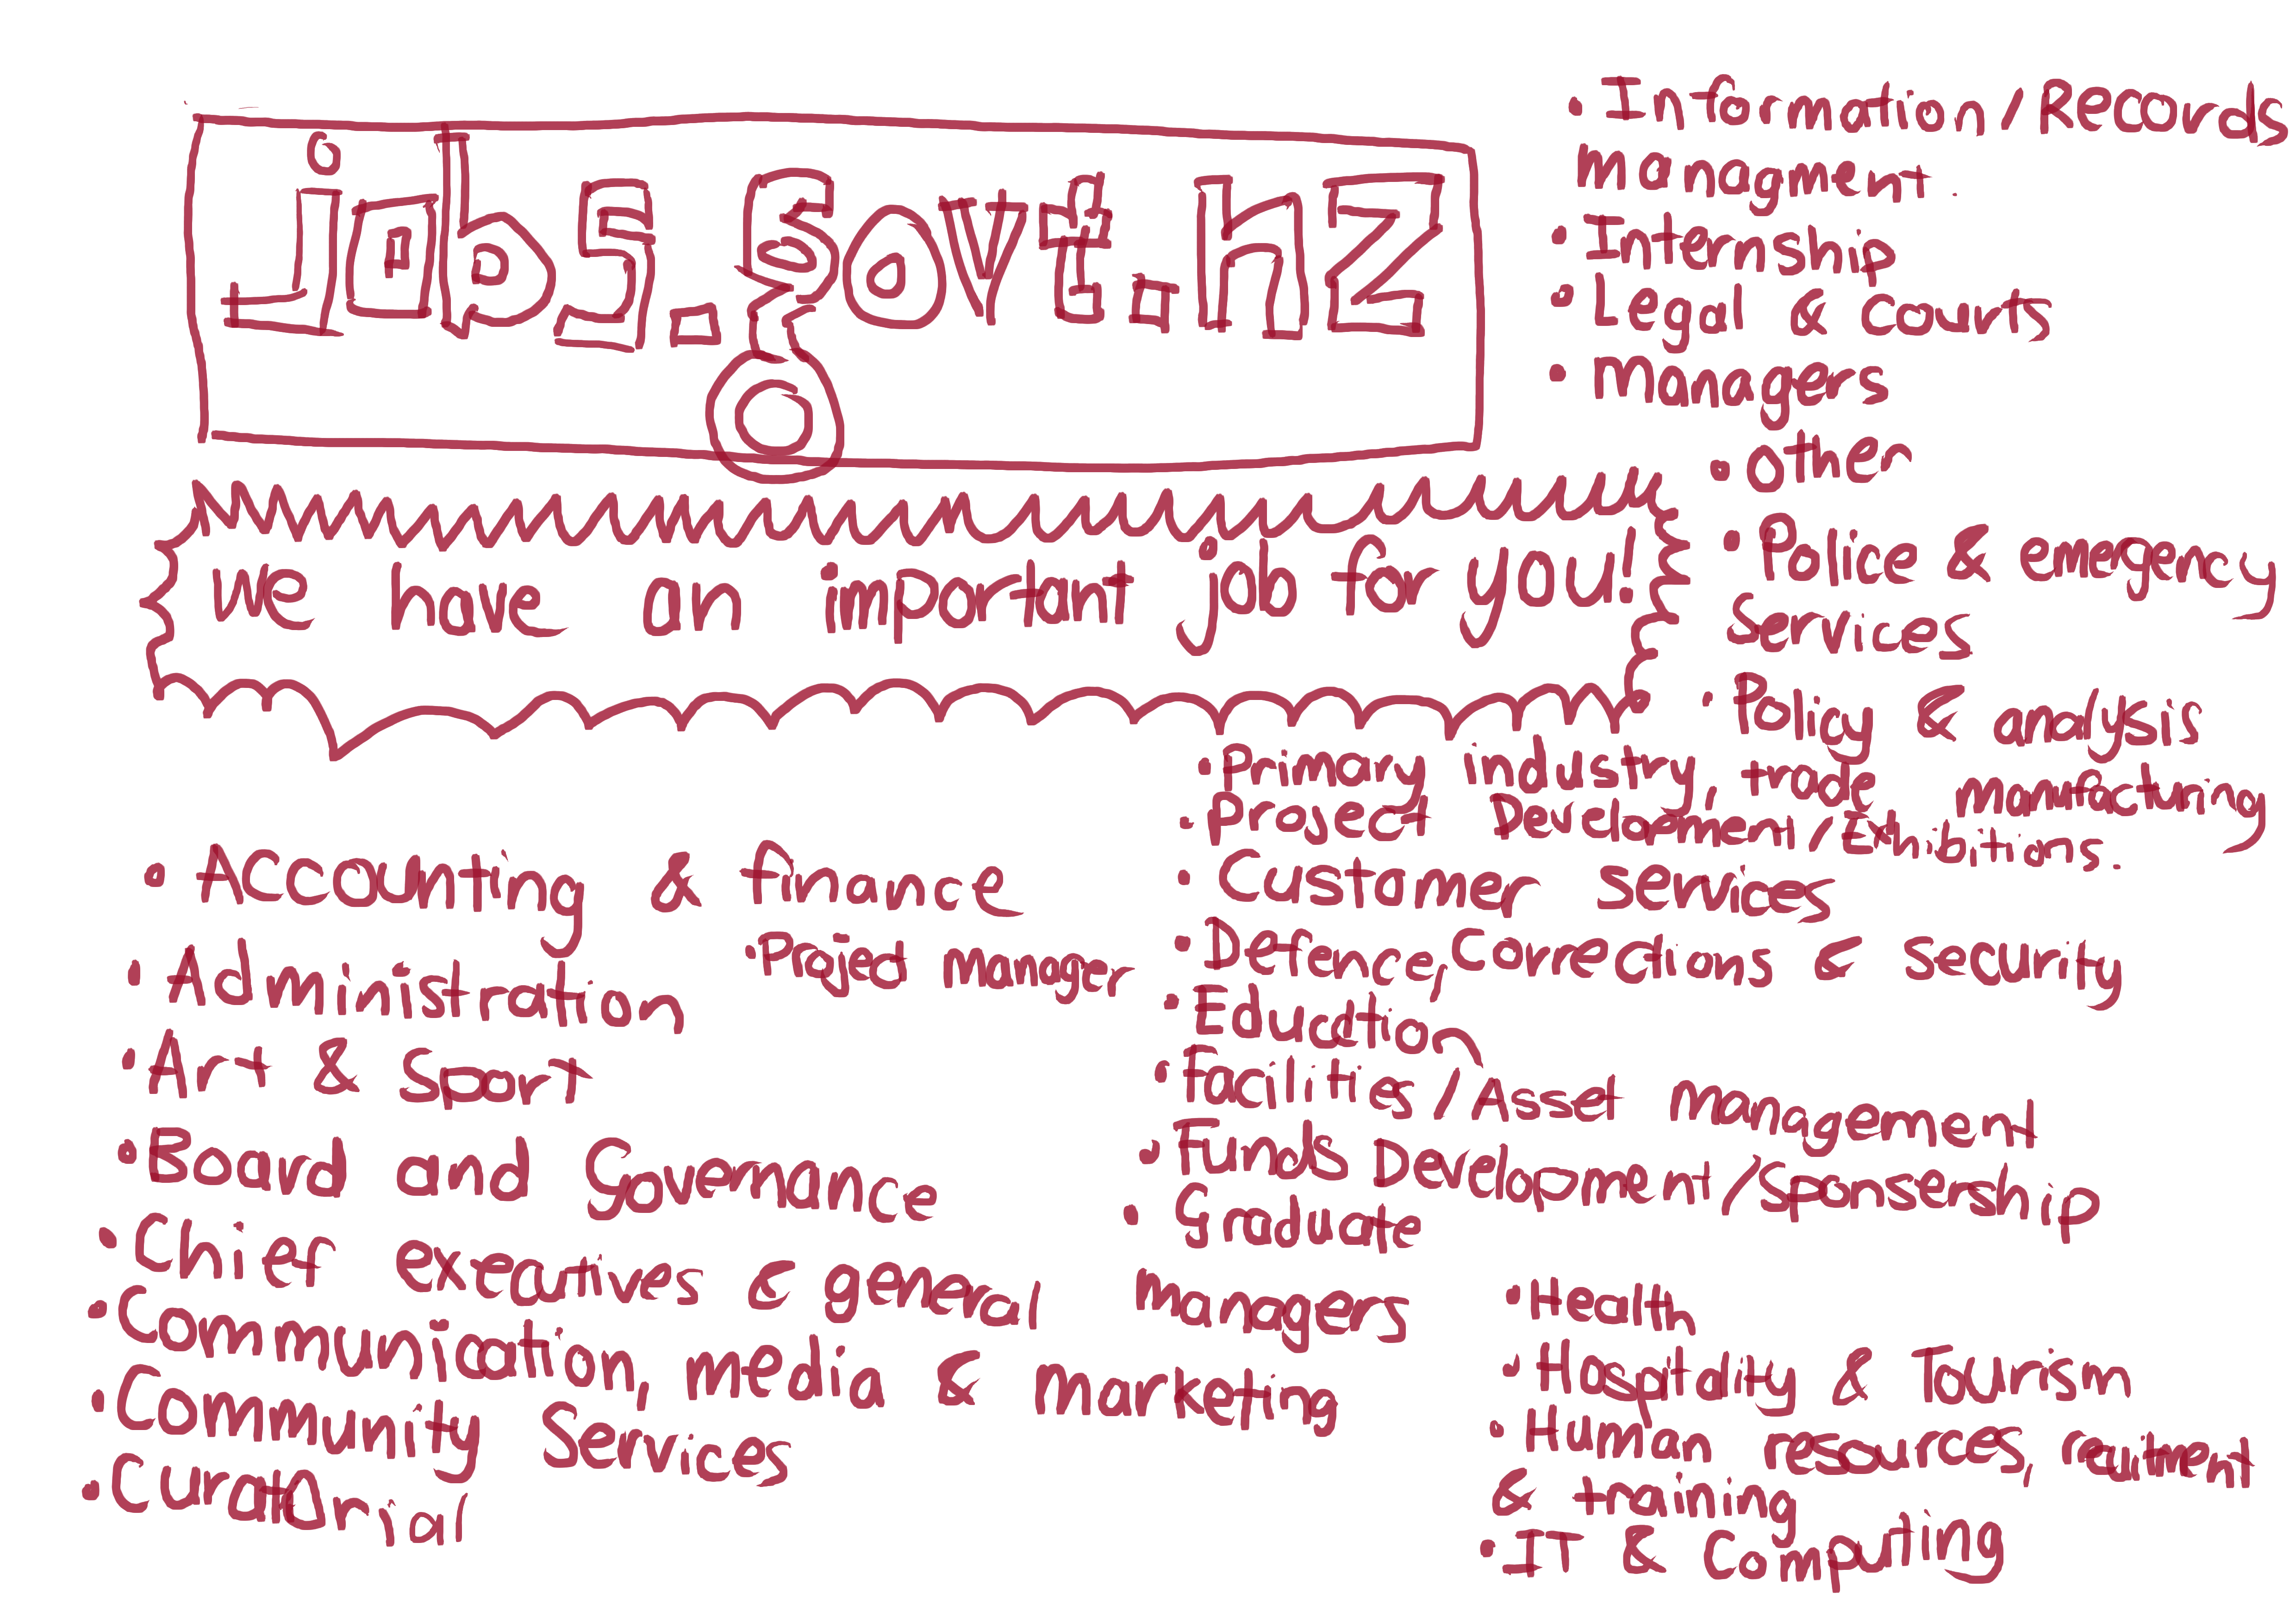 jobs.govt.nz
We have an important job for you!
• Accounting & finance
• Administration
• Project manager
• Art & sport
• Board and Governance
• Chief executives & general managers
• Communication, media & marketing
• Community Services
• Curatorial
• Primary industry, trade manufacturing
• Project Development/Exhibitions.
• Customer services
• Defence, Corrections & security
• Education
• Facilities/Asset management
• Funds Development/Sponsership
• Graduate
• Health
• Hospitality & Tourism
• Human resources, recuitment
& training
• IT & Computing
• Information/Records
managment.
• Internship
• Legal & courts
• managers
• other
• Police & emergency
Services
• Policy & analysis